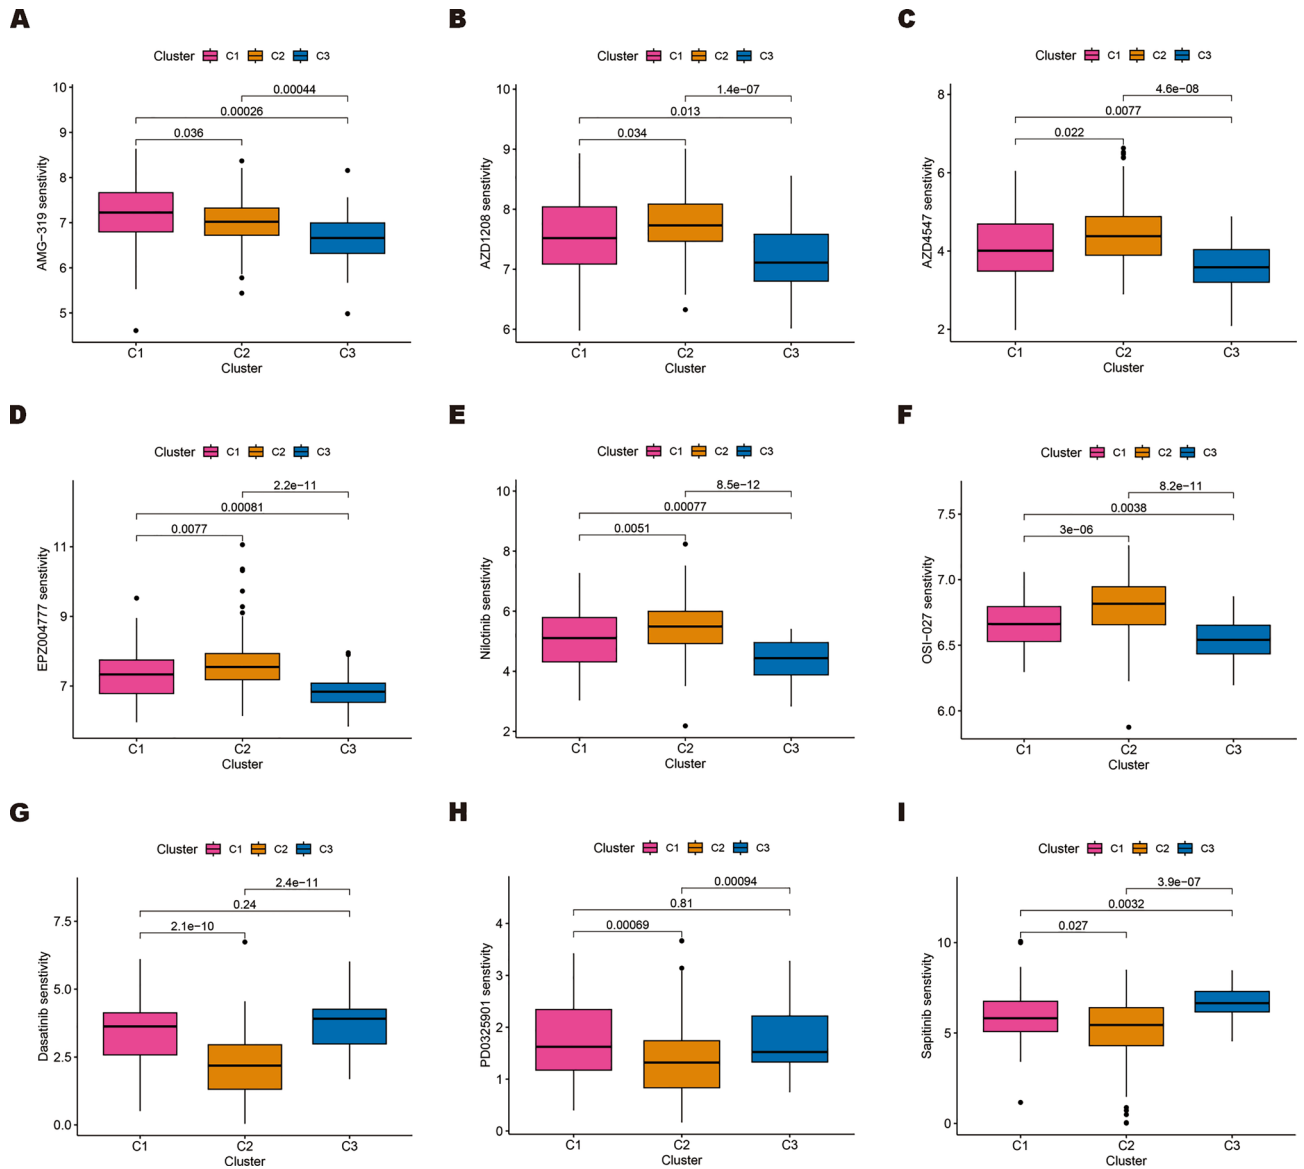 A
Cluster C1 C2 C3
AMG−319 senstivity
10
9
8
7
6
5
0.00044
0.00026
0.036
C1 C2 C3
Cluster
B
Cluster C1 C2 C3
AZD1208 senstivity
10
9
8
7
6
1.4e−07
0.013
0.034
C1 C2 C3
Cluster
C
Cluster C1 C2 C3
AZD4547 senstivity
8
6
4
2
4.6e−08
0.0077
0.022
C1 C2 C3
Cluster
D
Cluster C1 C2 C3
EPZ004777 senstivity
11
9
7
2.2e−11
0.00081
0.0077
C1 C2 C3
Cluster
E
Cluster C1 C2 C3
Nilotinib senstivity
10
8
6
4
2
8.5e−12
0.00077
0.0051
C1 C2 C3
Cluster
F
Cluster C1 C2 C3
OSI−027 senstivity
7.5
7.0
6.5
6.0
8.2e−11
0.0038
3e−06
C1 C2 C3
Cluster
G
Cluster C1 C2 C3
Dasatinib senstivity
7.5
5.0
2.5
0.0
2.4e−11
0.24
2.1e−10
C1 C2 C3
Cluster
H
Cluster C1 C2 C3
PD0325901 senstivity
4
3
2
1
0
0.00094
0.81
0.00069
C1 C2 C3
Cluster
I
Cluster C1 C2 C3
Sapitinib senstivity
10
5
0
3.9e−07
0.0032
0.027
C1 C2 C3
Cluster